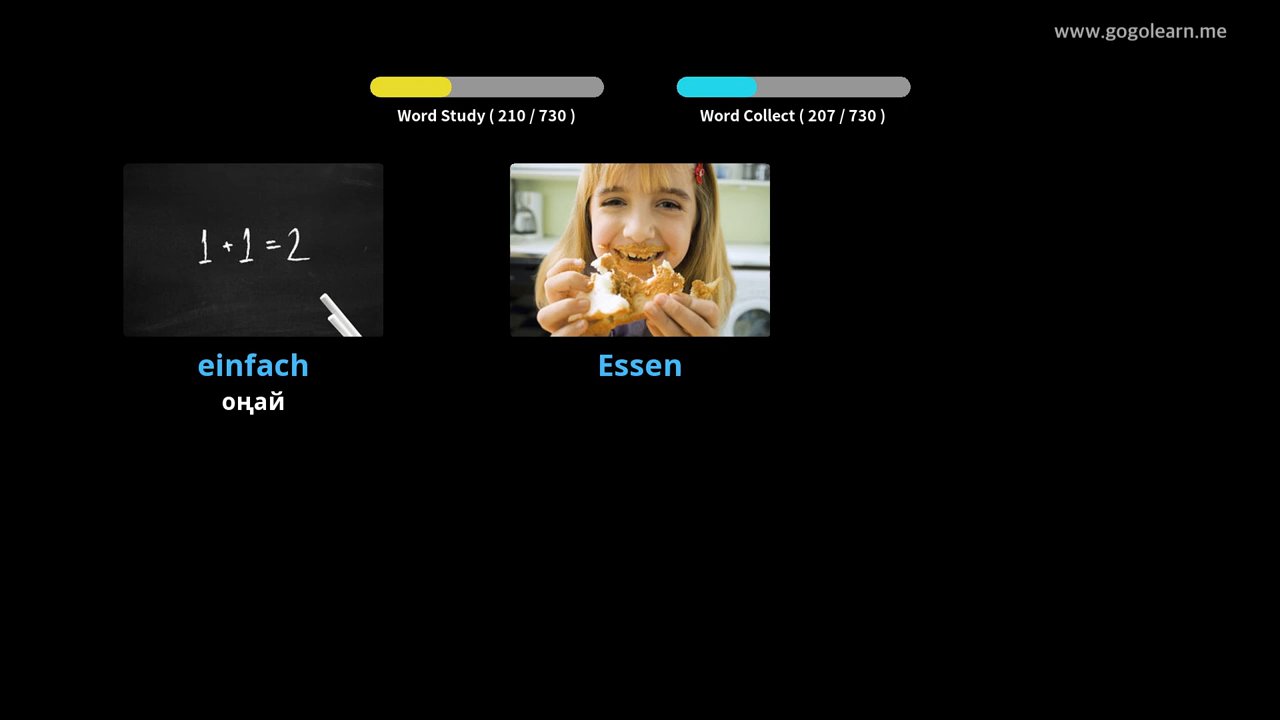 www.gogolearn.me
Word Study ( 210 / 730 )
Word Collect ( 207 / 730 )
1 + 1 = 2
einfach
оңай
Essen